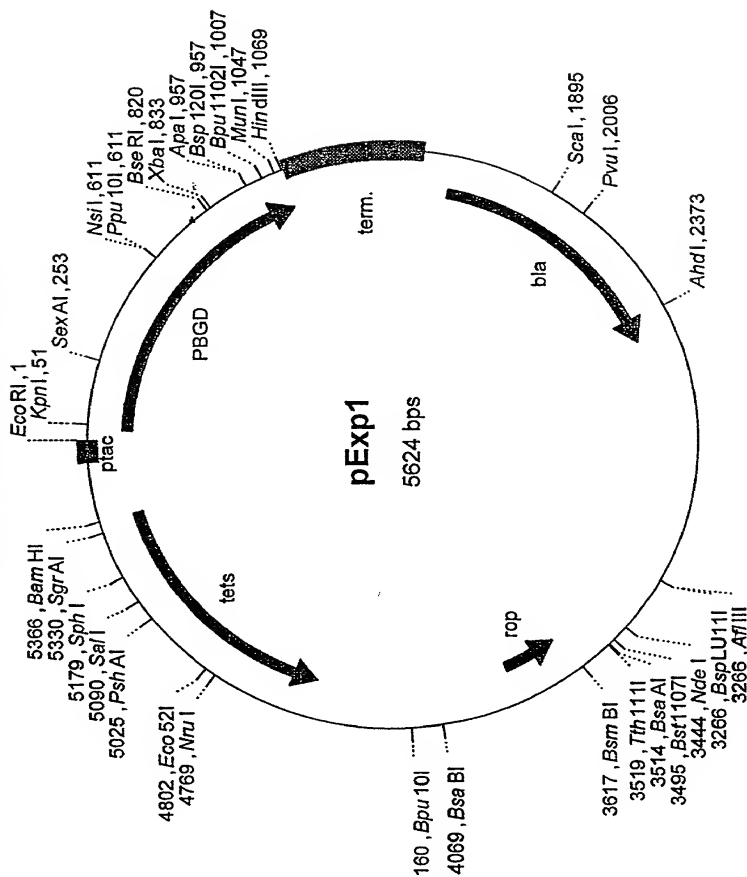 EcoRI, 1
KpnI, 51
SexAI, 253
NsiI, 611
Ppu10I, 611
BseRI, 820
XbaI, 833
ApaI, 957
Bsp120I, 957
Bpu1102I, 1007
MunI, 1047
HindIII, 1069
ScaI, 1895
PvuI, 2006
AhdI, 2373
ptac
PBGD
term.
bla
rop
tets
pExp1
5624 bps
5366 ,BamHI
5330 ,SgrAI
5179 ,SphI
5090 ,SalI
5025 ,PshAI
4802 ,Eco52I
4769 ,NruI
160 ,Bpu10I
4069 ,BsaBI
3617 ,BsmBI
3519 ,Tth111I
3514 ,BsaAI
3495 ,Bst1107I
3444 ,NdeI
3266 ,BspLU11I
3266 ,AflIII